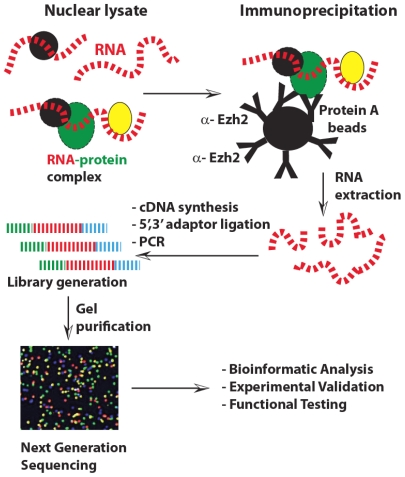 Nuclear lysate
Immunoprecipitation
RNA
RNA-protein
complex
α- Ezh2
α- Ezh2
Protein A
beads
RNA
extraction
- cDNA synthesis
- 5',3' adaptor ligation
- PCR
Library generation
Gel
purification
- Bioinformatic Analysis
- Experimental Validation
- Functional Testing
Next Generation
Sequencing